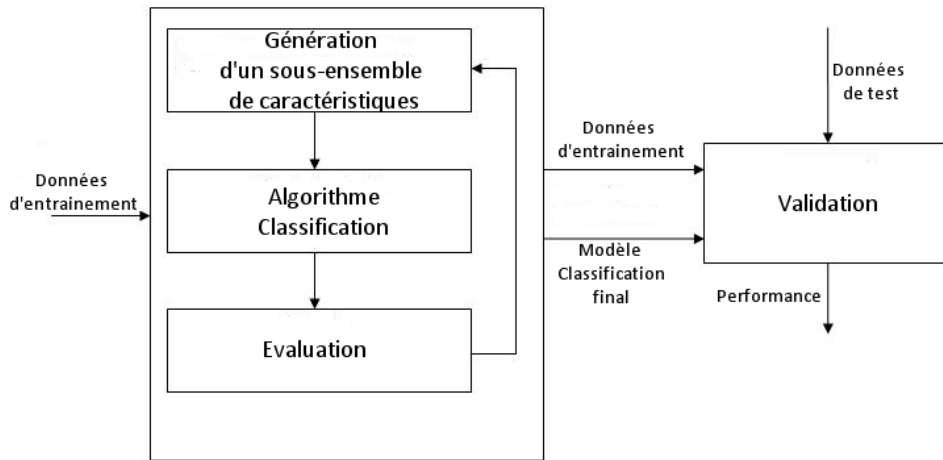 Génération
d'un sous-ensemble
de caractéristiques
Données
d'entrainement
Algorithme
Classification
Evaluation
Données
d'entrainement
Modèle
Classification
final
Données
de test
Validation
Performance